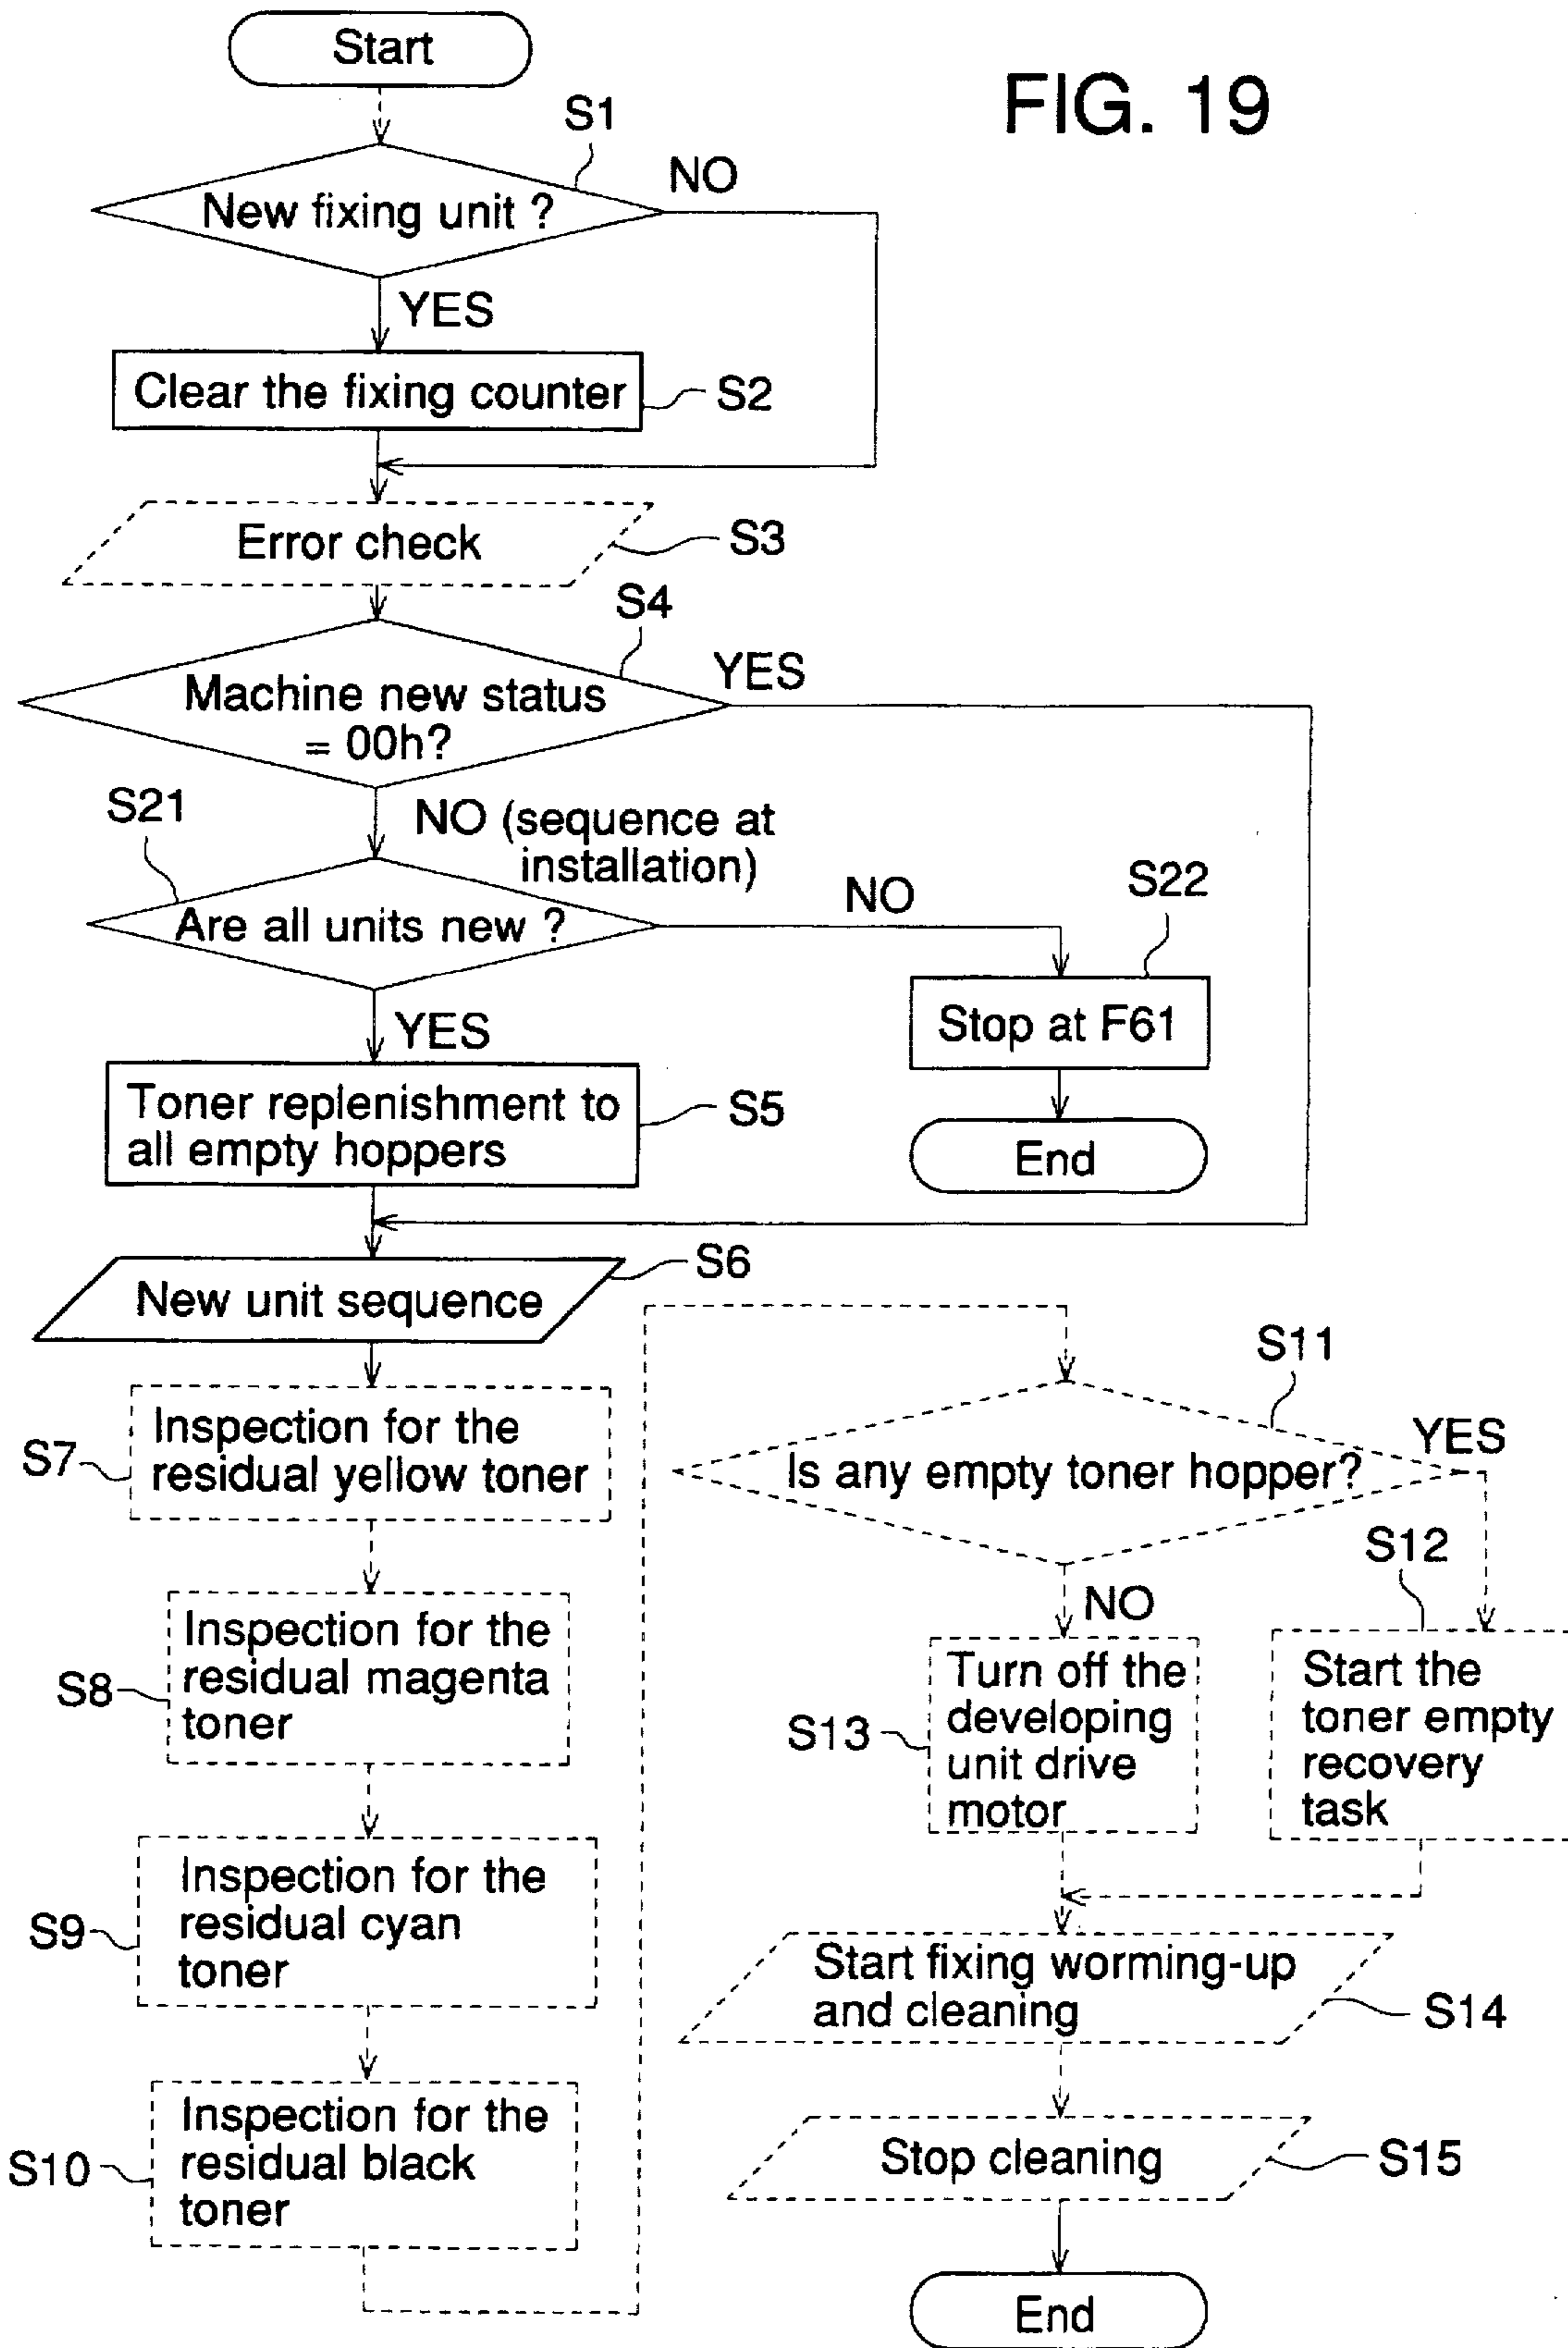 FIG. 19
Start
S1
New fixing unit ?
NO
YES
Clear the fixing counter
S2
Error check
S3
S4
Machine new status
= 00h?
YES
NO (sequence at
installation)
S21
Are all units new ?
NO
S22
Stop at F61
End
YES
Toner replenishment to
all empty hoppers
S5
New unit sequence
S6
S7
Inspection for the
residual yellow toner
S8
Inspection for the
residual magenta
toner
S9
Inspection for the
residual cyan
toner
S10
Inspection for the
residual black
toner
S11
Is any empty toner hopper?
YES
NO
S12
Start the
toner empty
recovery
task
S13
Turn off the
developing
unit drive
motor
Start fixing worming-up
and cleaning
S14
Stop cleaning
S15
End